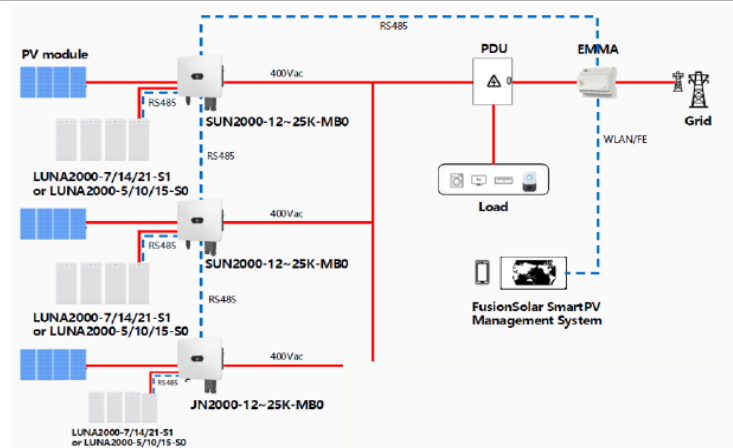 RS485
PV module
PDU
EMMA
400Vac
RS485
SUN2000-12~25K-MB0
Grid
WLAN/FE
RS485
LUNA2000-7/14/21-S1
or LUNA2000-5/10/15-S0
Load
400Vac
RS485
SUN2000-12~25K-MB0
RS485
FusionSolar SmartPV
Management System
LUNA2000-7/14/21-S1
or LUNA2000-5/10/15-S0
400Vac
RS485
JN2000-12~25K-MB0
LUNA2000-7/14/21-S1
or LUNA2000-5/10/15-S0